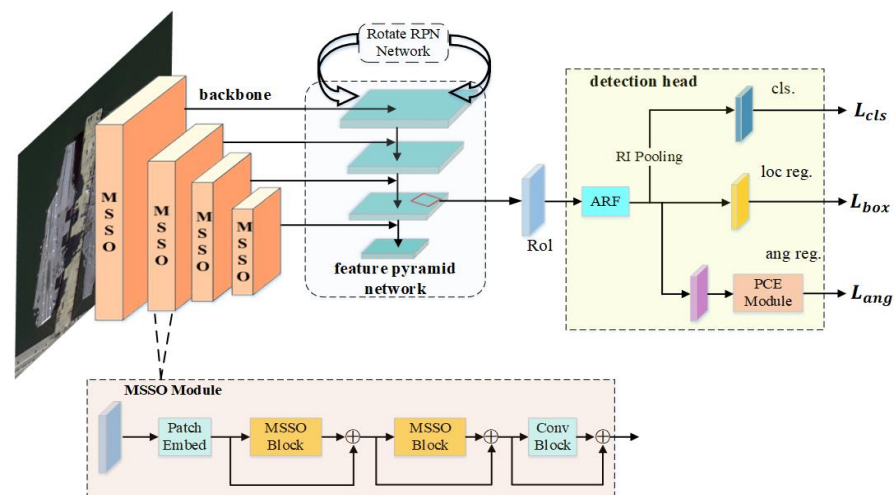 Rotate RPN
Network
backbone
MSSO
MSSO
MSSO
MSSO
feature pyramid
network
RoI
detection head
ARF
RI Pooling
cls.
loc reg.
ang reg.
PCE
Module
L_cls
L_box
L_ang
MSSO Module
Patch
Embed
MSSO
Block
MSSO
Block
Conv
Block